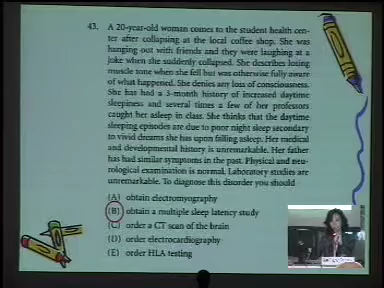 43. A 20-year-old woman comes to the student health cen-
ter after collapsing at the local coffee shop. She was
hanging out with friends and they were laughing at a
joke when she suddenly collapsed. She describes losing
muscle tone when she fell but was otherwise fully aware
of what happened. She denies any loss of consciousness.
She has had a 3-month history of increased daytime
sleepiness and several times a few of her professors
caught her asleep in class. She thinks that the daytime
sleeping episodes are due to poor night sleep secondary
to vivid dreams she has upon falling asleep. Her medical
and developmental history is unremarkable. Her father
has had similar symptoms in the past. Physical and neu-
rological examination is normal. Laboratory studies are
unremarkable. To diagnose this disorder you should
(A) obtain electromyography
(B) obtain a multiple sleep latency study
(C) order a CT scan of the brain
(D) order electrocardiography
(E) order HLA testing